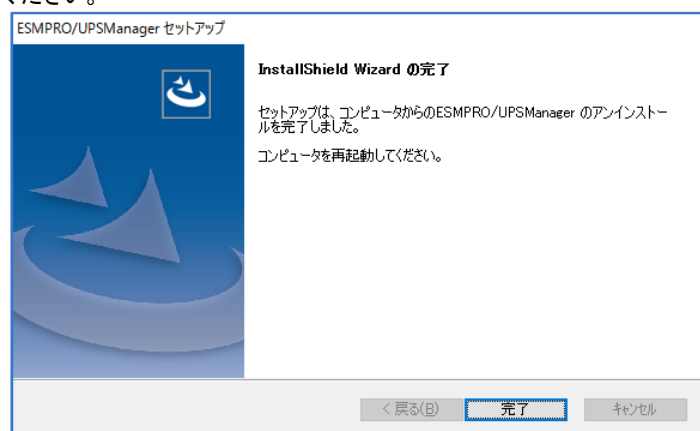 ください。
ESMPRO/UPSManager セットアップ
InstallShield Wizard の完了
セットアップは、コンピュータからのESMPRO/UPSManager のアンインストー
ルを完了しました。
コンピュータを再起動してください。
< 戻る(B)
完了
キャンセル